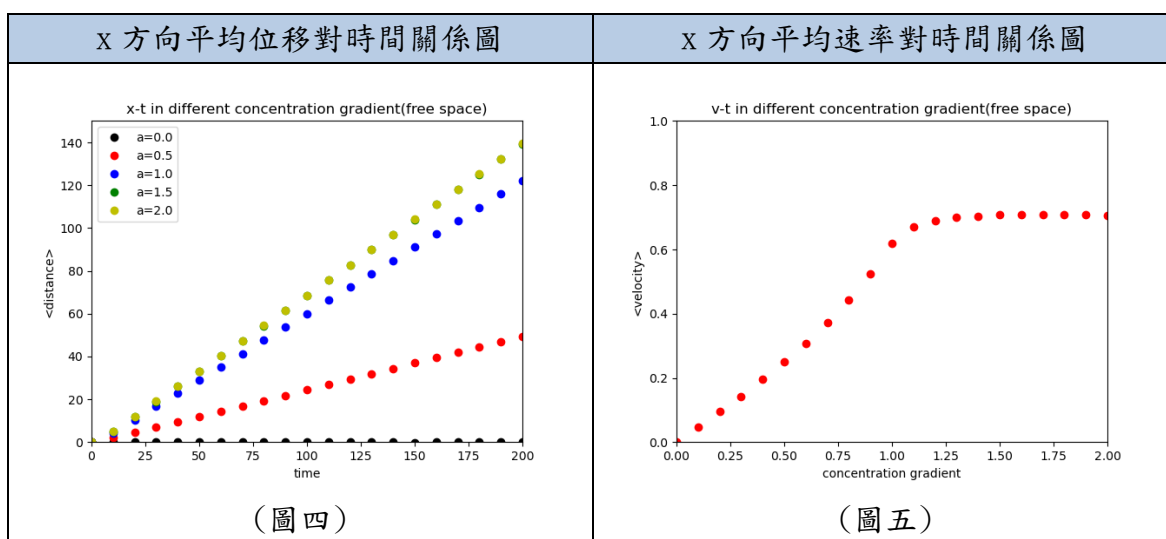 x 方向平均位移對時間關係圖
x 方向平均速率對時間關係圖
x-t in different concentration gradient(free space)
a=0.0
a=0.5
a=1.0
a=1.5
a=2.0
140
120
100
80
60
40
20
0
<distance>
0 25 50 75 100 125 150 175 200
time
(圖四)
v-t in different concentration gradient(free space)
1.0
0.8
0.6
0.4
0.2
0.0
<velocity>
0.00 0.25 0.50 0.75 1.00 1.25 1.50 1.75 2.00
concentration gradient
(圖五)